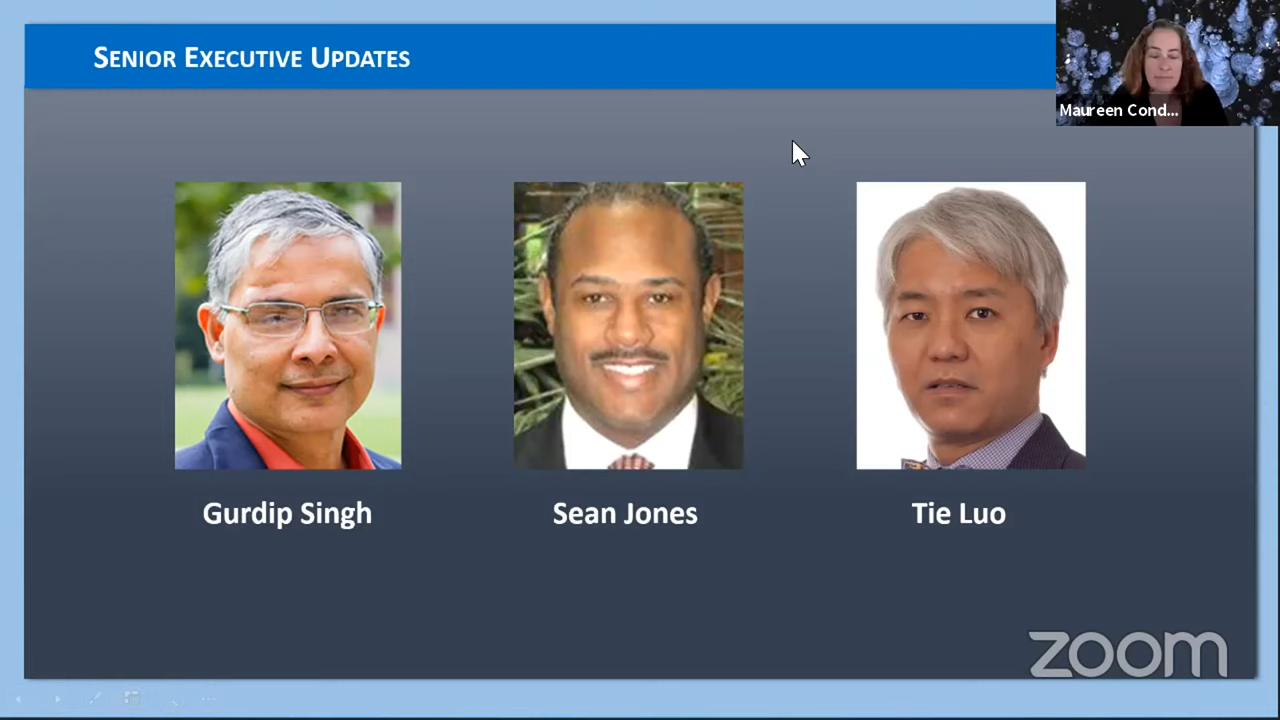 Senior Executive Updates
Maureen Cond...
Gurdip Singh
Sean Jones
Tie Luo
zoom